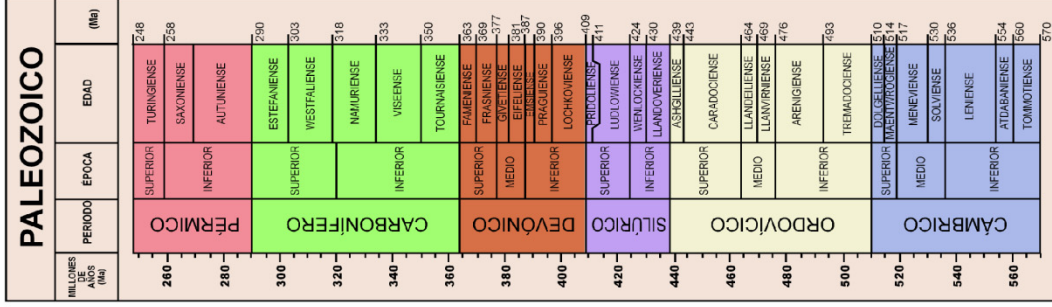 PALEOZOICO
MILLONES DE AÑOS (Ma)
PERIODO
ÉPOCA
EDAD
(Ma)
260
280
300
320
340
360
380
400
420
440
460
480
500
520
540
560
PÉRMICO
CARBONÍFERO
DEVÓNICO
SILÚRICO
ORDOVÍCICO
CÁMBRICO
SUPERIOR
INFERIOR
SUPERIOR
INFERIOR
SUPERIOR
MEDIO
INFERIOR
SUPERIOR
INFERIOR
SUPERIOR
MEDIO
INFERIOR
SUPERIOR
MEDIO
INFERIOR
TURINGIENSE
SAXONIENSE
AUTUNIENSE
ESTEFANIENSE
WESTFALIENSE
NAMURIENSE
VISEENSE
TOURNASIENSE
FAMENIENSE
FRASNIENSE
GIVETIENSE
EIFELIENSE
EMSIENSE
PRAGUIENSE
LOCHKOVIENSE
PRIDOLIENSE
LUDLOWIENSE
WENLOCKIENSE
LLANDOVERIENSE
ASHGILLIENSE
CARADOCIENSE
LLANDEILIENSE
LLANVIRNIENSE
ARENIGIENSE
TREMADOCIENSE
DOLGELLIENSE
MAENTWROGIENSE
MENEVIENSE
SOLVIENSE
LENIENSE
ATDABANIENSE
TOMMOTIENSE
248
258
290
303
318
333
350
363
369
377
381
387
390
396
409
411
424
430
439
443
464
469
476
493
510
514
517
530
536
554
560
570